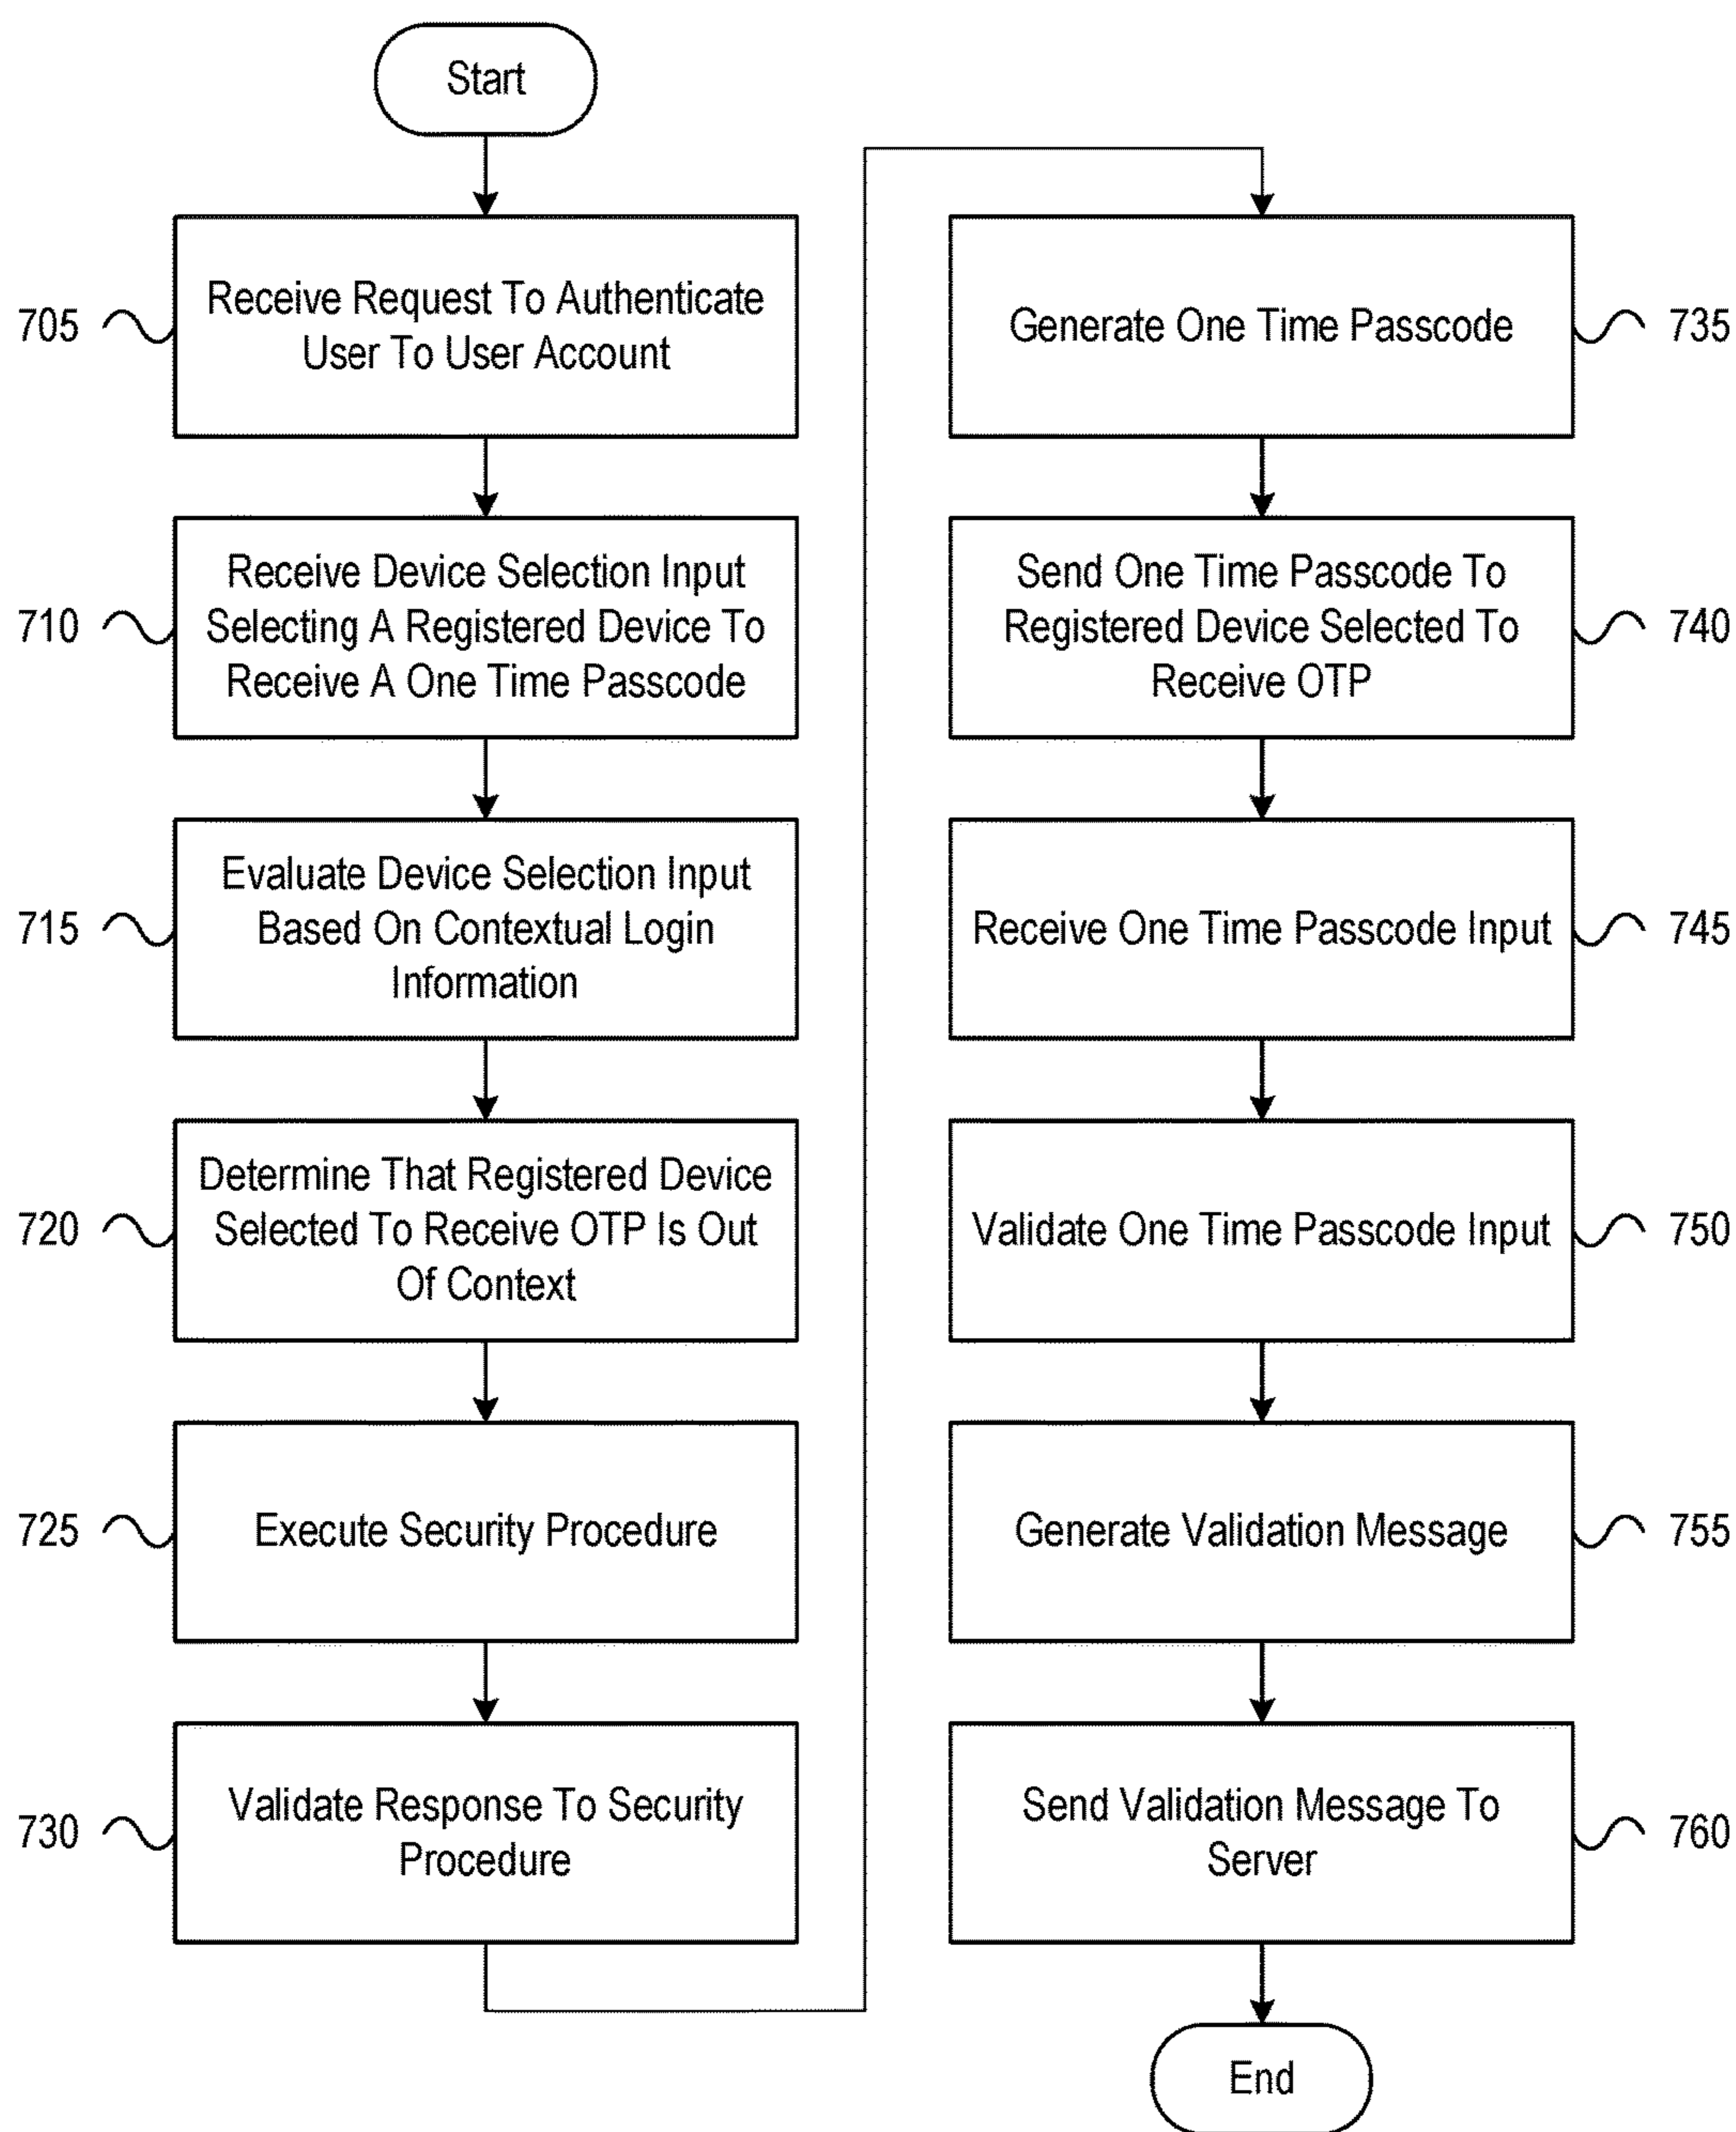 Start
705
Receive Request To Authenticate
User To User Account
710
Receive Device Selection Input
Selecting A Registered Device To
Receive A One Time Passcode
715
Evaluate Device Selection Input
Based On Contextual Login
Information
720
Determine That Registered Device
Selected To Receive OTP Is Out
Of Context
725
Execute Security Procedure
730
Validate Response To Security
Procedure
Generate One Time Passcode
735
Send One Time Passcode To
Registered Device Selected To
Receive OTP
740
Receive One Time Passcode Input
745
Validate One Time Passcode Input
750
Generate Validation Message
755
Send Validation Message To
Server
760
End